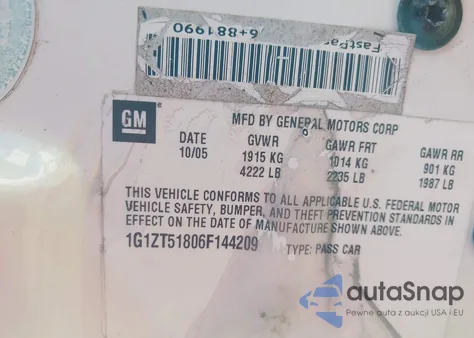 FastPa
6+881990
GM
MFD BY GENERAL MOTORS CORP
DATE GVWR GAWR FRT GAWR RR
10/05 1915 KG 1014 KG 901 KG
4222 LB 2235 LB 1987 LB
THIS VEHICLE CONFORMS TO ALL APPLICABLE U.S. FEDERAL MOTOR
VEHICLE SAFETY, BUMPER, AND THEFT PREVENTION STANDARDS IN
EFFECT ON THE DATE OF MANUFACTURE SHOWN ABOVE.
1G1ZT51806F144209 TYPE: PASS CAR
autaSnap
Pewne auta z aukcji USA i EU